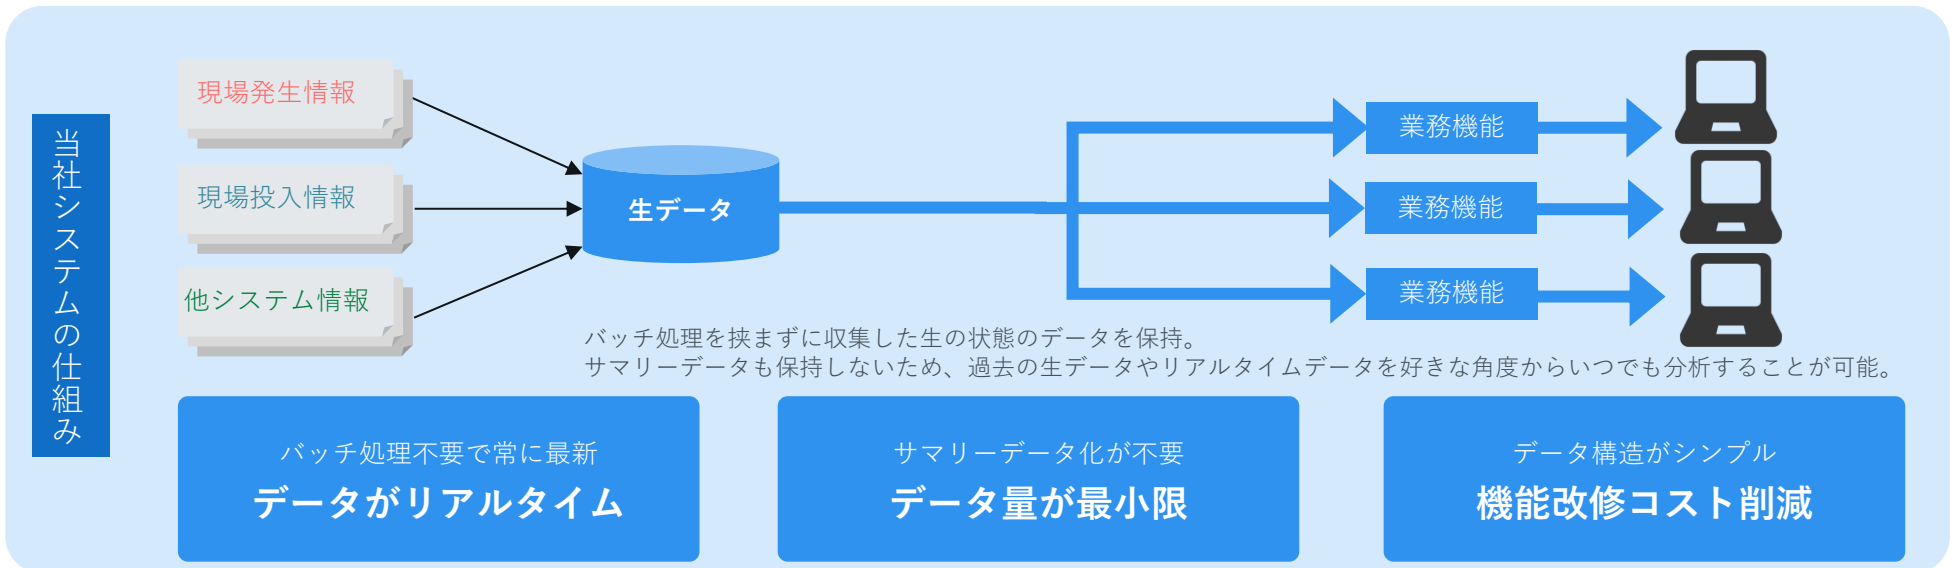 当社システムの仕組み
現場発生情報
現場投入情報
他システム情報
生データ
業務機能
業務機能
業務機能
バッチ処理を挟まずに収集した生の状態のデータを保持。
サマリーデータも保持しないため、過去の生データやリアルタイムデータを好きな角度からいつでも分析することが可能。
バッチ処理不要で常に最新
データがリアルタイム
サマリーデータ化が不要
データ量が最小限
データ構造がシンプル
機能改修コスト削減